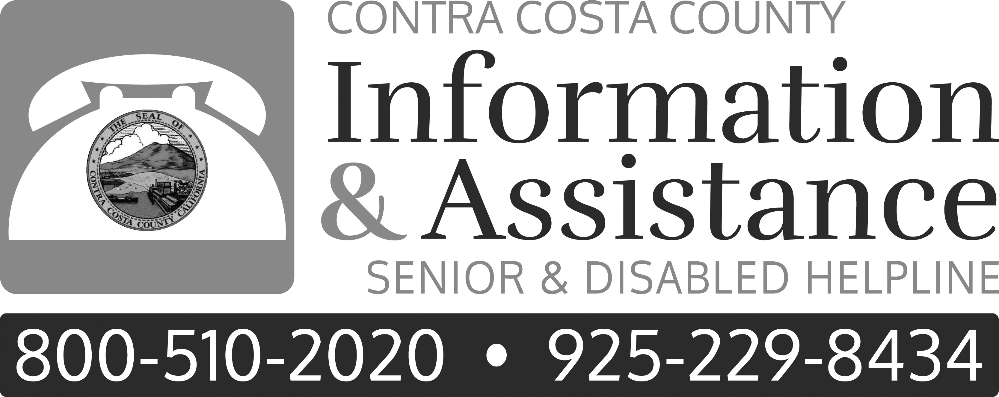 CONTRA COSTA COUNTY
Information
& Assistance
SENIOR & DISABLED HELPLINE
THE SEAL OF
CONTRA COSTA COUNTY CALIFORNIA
800-510-2020 • 925-229-8434